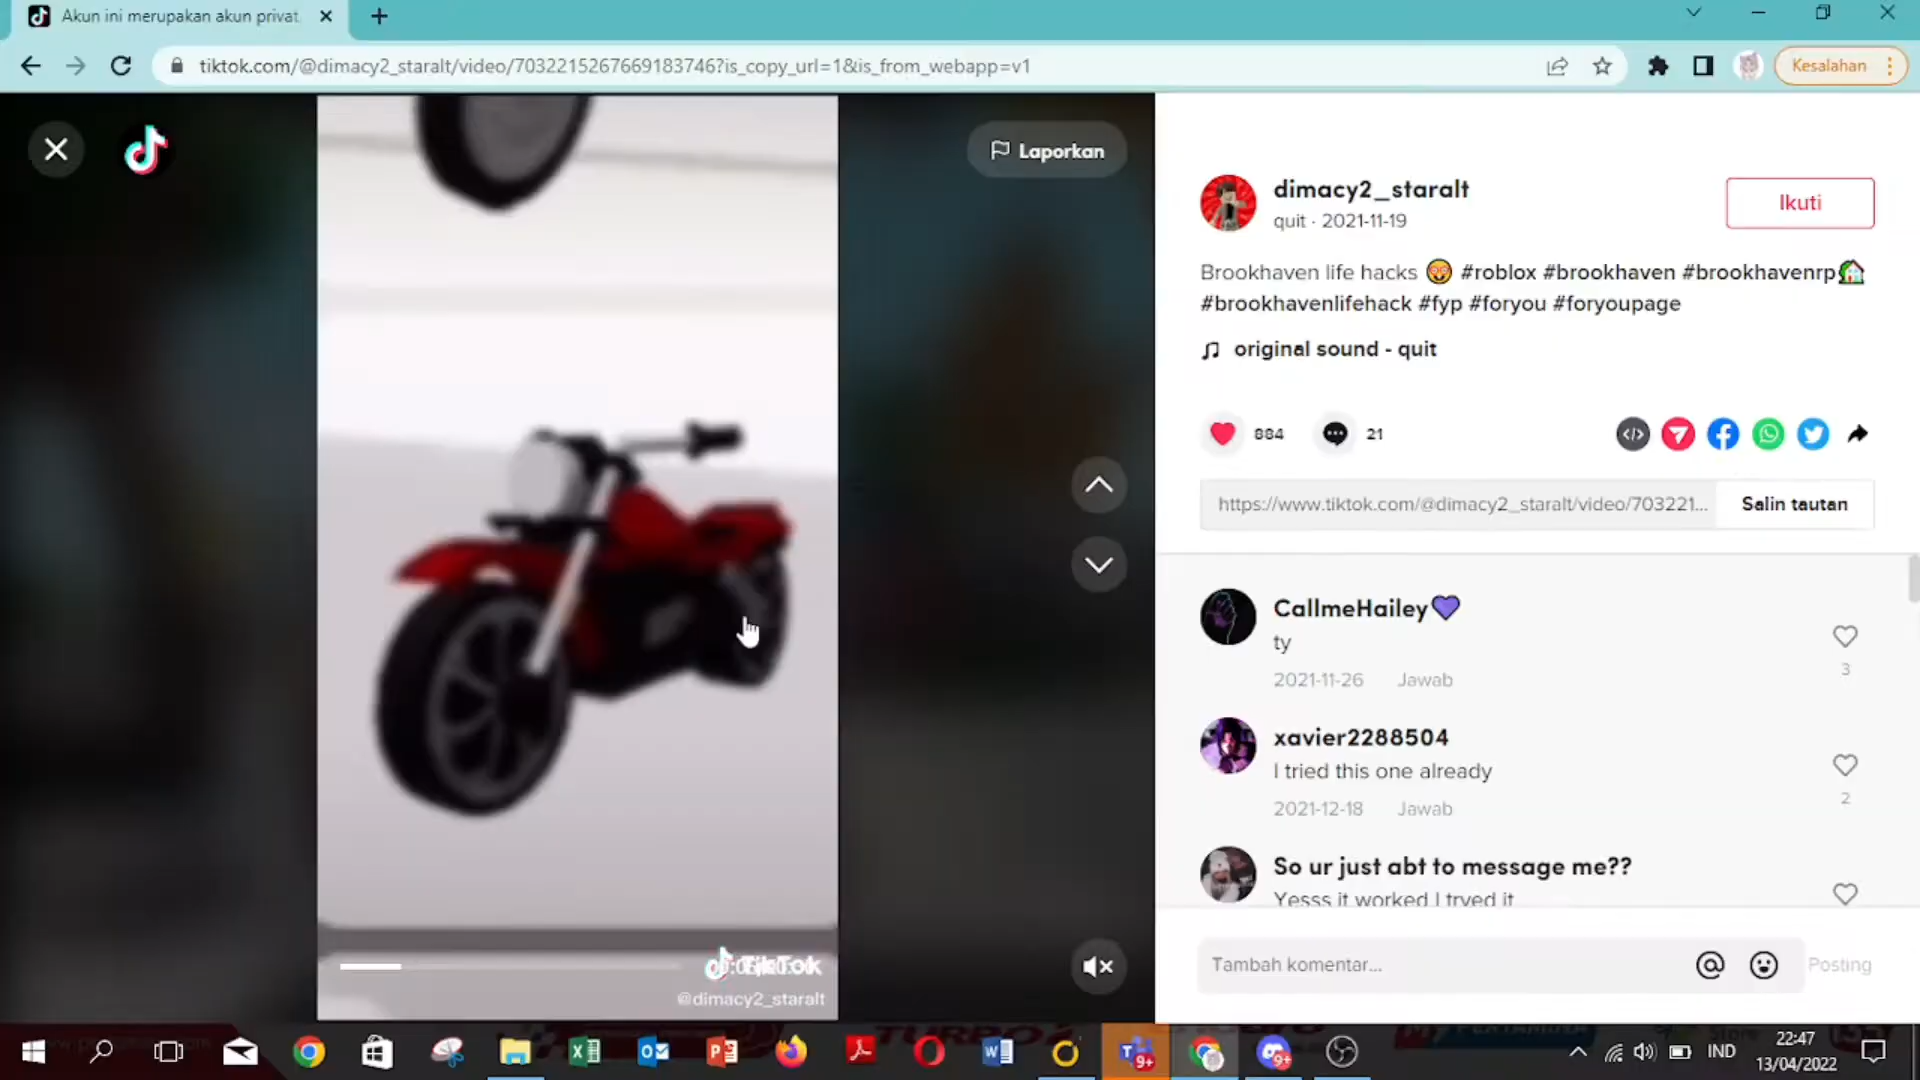 Akun ini merupakan akun privat.
tiktok.com/@dimacy2_staralt/video/7032215267669183746?is_copy_url=1&is_from_webapp=v1
Kesalahan
Laporkan
TikTok
@dimacy2_staralt
dimacy2_staralt
quit · 2021-11-19
Ikuti
Brookhaven life hacks 🤓 #roblox #brookhaven #brookhavenrp🏡
#brookhavenlifehack #fyp #foryou #foryoupage
original sound - quit
884
21
https://www.tiktok.com/@dimacy2_staralt/video/703221...
Salin tautan
CallmeHailey💜
ty
2021-11-26 Jawab
3
xavier2288504
I tried this one already
2021-12-18 Jawab
2
So ur just abt to message me??
Yesss it worked I tryed it
Tambah komentar...
Posting
9+
9+
IND
22:47
13/04/2022